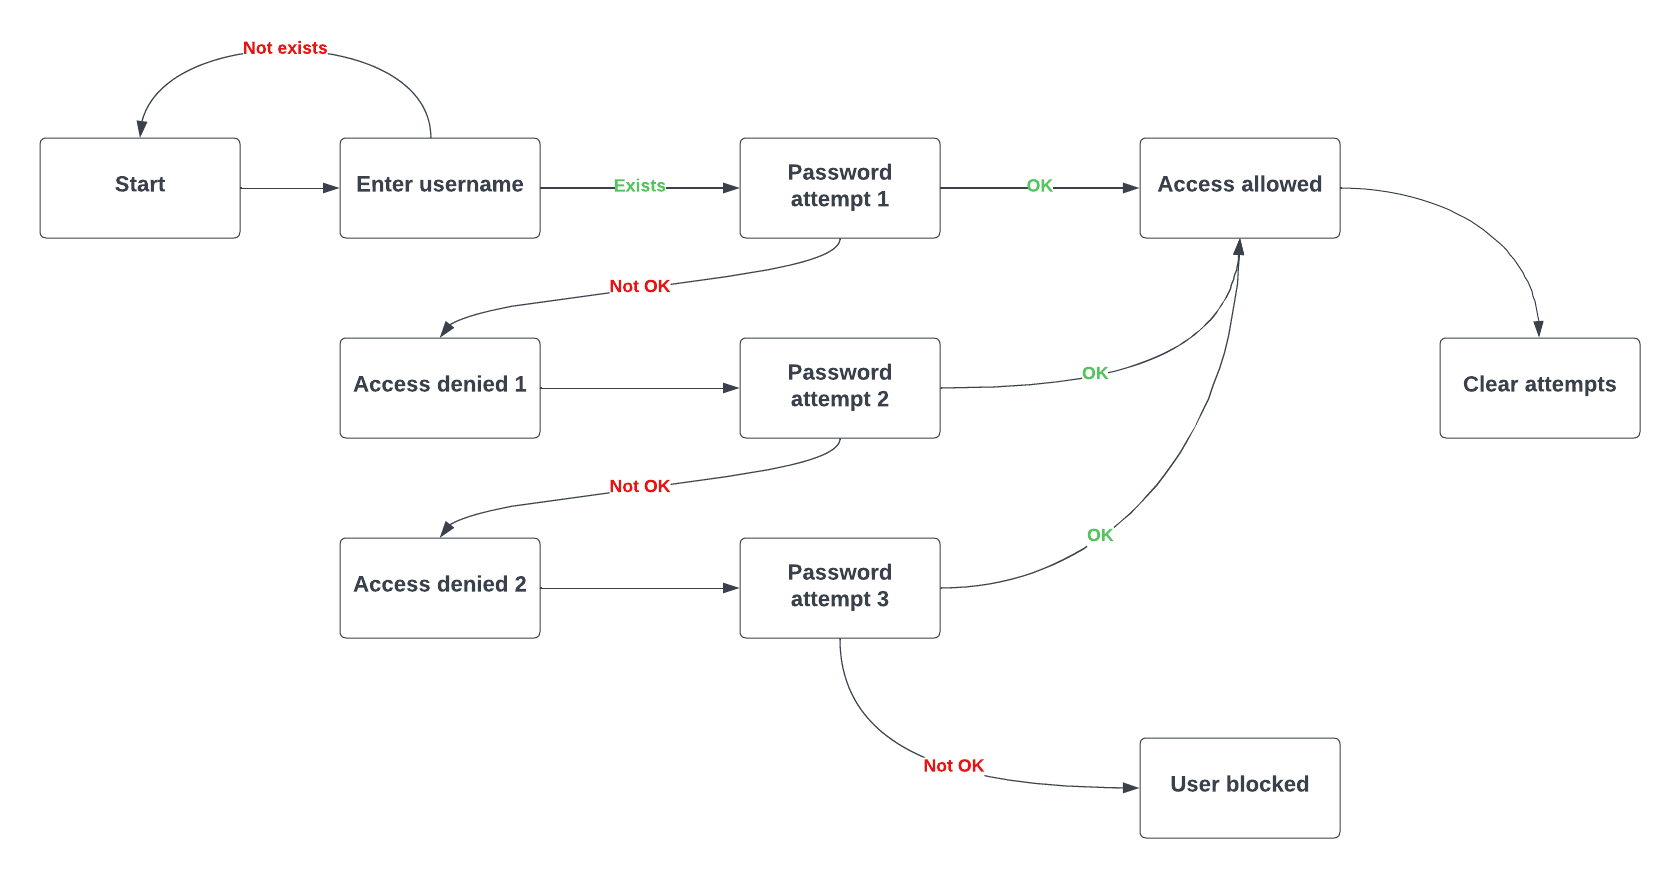 Not exists
Start
Enter username
Exists
Password
attempt 1
OK
Access allowed
Not OK
Access denied 1
Password
attempt 2
OK
Clear attempts
Not OK
Access denied 2
Password
attempt 3
OK
Not OK
User blocked